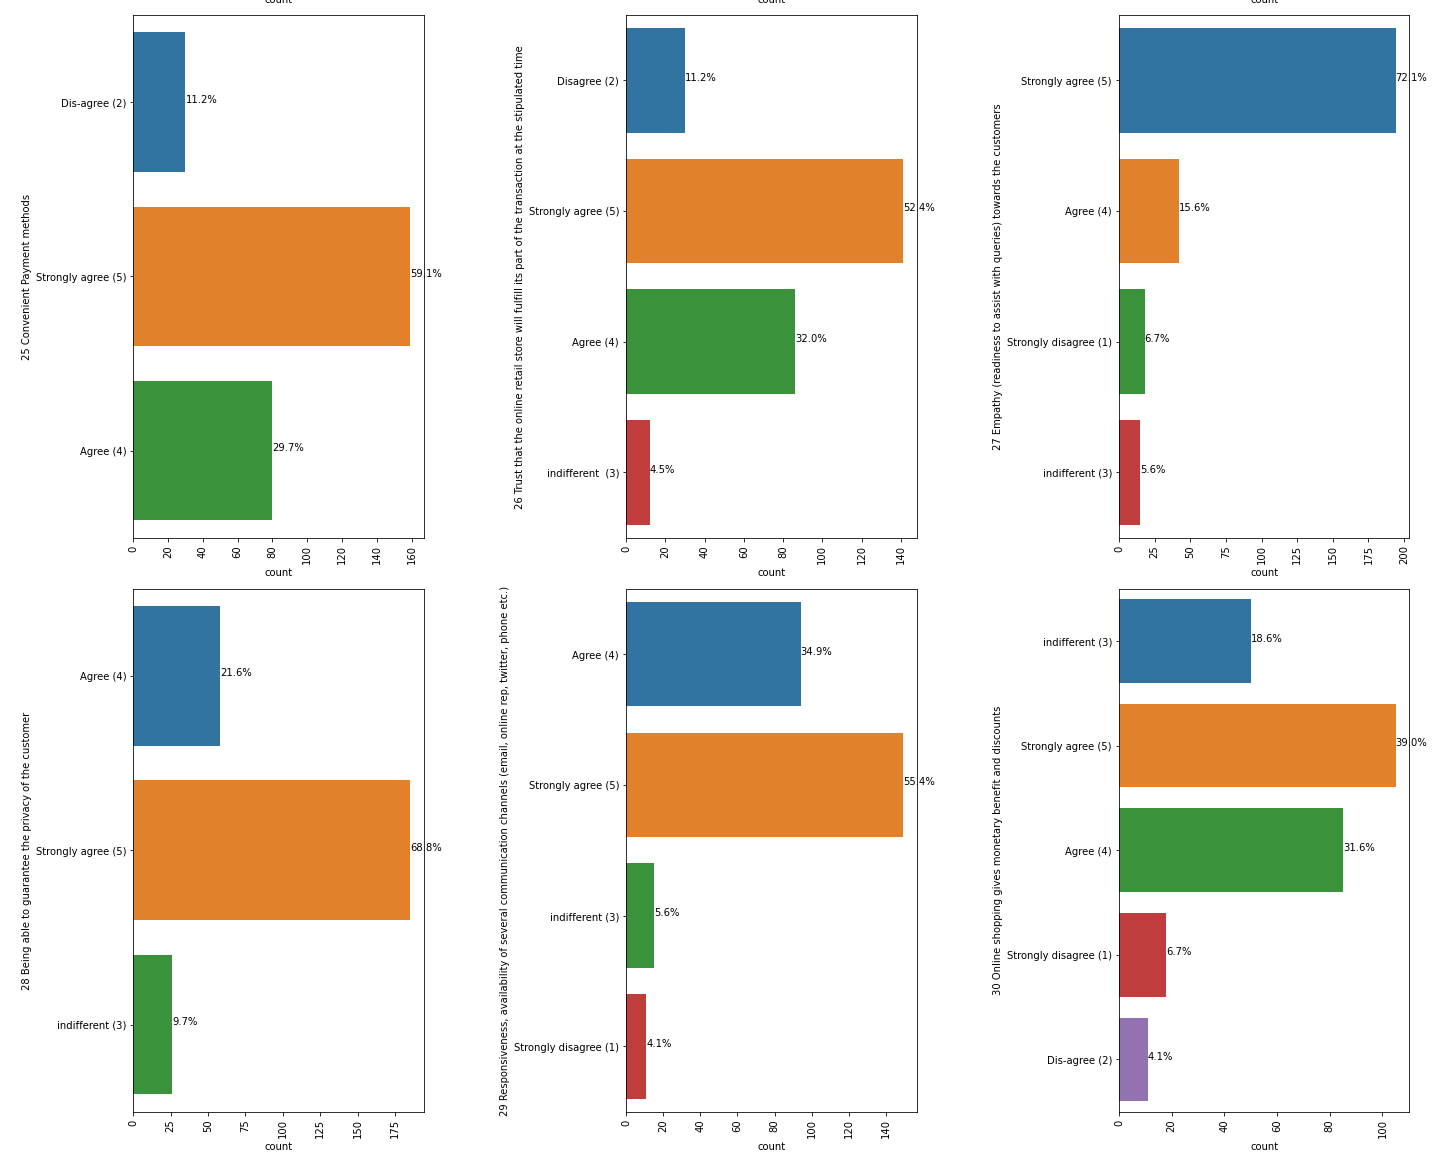 count
count
count
25 Convenient Payment methods
Dis-agree (2)
Strongly agree (5)
Agree (4)
11.2%
59.1%
29.7%
0 20 40 60 80 100 120 140 160
count
26 Trust that the online retail store will fulfill its part of the transaction at the stipulated time
Disagree (2)
Strongly agree (5)
Agree (4)
indifferent  (3)
11.2%
52.4%
32.0%
4.5%
0 20 40 60 80 100 120 140
count
27 Empathy (readiness to assist with queries) towards the customers
Strongly agree (5)
Agree (4)
Strongly disagree (1)
indifferent (3)
72.1%
15.6%
6.7%
5.6%
0 25 50 75 100 125 150 175 200
count
28 Being able to guarantee the privacy of the customer
Agree (4)
Strongly agree (5)
indifferent (3)
21.6%
68.8%
9.7%
0 25 50 75 100 125 150 175
count
29 Responsiveness, availability of several communication channels (email, online rep, twitter, phone etc.)
Agree (4)
Strongly agree (5)
indifferent (3)
Strongly disagree (1)
34.9%
55.4%
5.6%
4.1%
0 20 40 60 80 100 120 140
count
30 Online shopping gives monetary benefit and discounts
indifferent (3)
Strongly agree (5)
Agree (4)
Strongly disagree (1)
Dis-agree (2)
18.6%
39.0%
31.6%
6.7%
4.1%
0 20 40 60 80 100
count